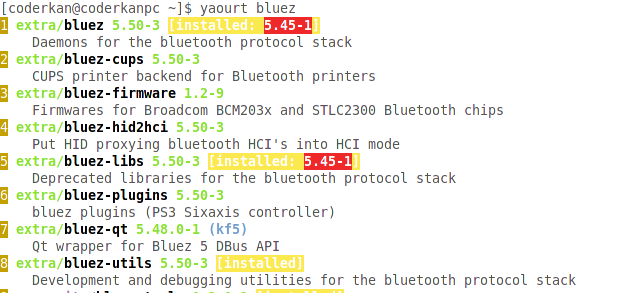 [coderkan@coderkanpc ~]$ yaourt bluez
1 extra/bluez 5.50-3 [installed: 5.45-1]
Daemons for the bluetooth protocol stack
2 extra/bluez-cups 5.50-3
CUPS printer backend for Bluetooth printers
3 extra/bluez-firmware 1.2-9
Firmwares for Broadcom BCM203x and STLC2300 Bluetooth chips
4 extra/bluez-hid2hci 5.50-3
Put HID proxying bluetooth HCI's into HCI mode
5 extra/bluez-libs 5.50-3 [installed: 5.45-1]
Deprecated libraries for the bluetooth protocol stack
6 extra/bluez-plugins 5.50-3
bluez plugins (PS3 Sixaxis controller)
7 extra/bluez-qt 5.48.0-1 (kf5)
Qt wrapper for Bluez 5 DBus API
8 extra/bluez-utils 5.50-3 [installed]
Development and debugging utilities for the bluetooth protocol stack